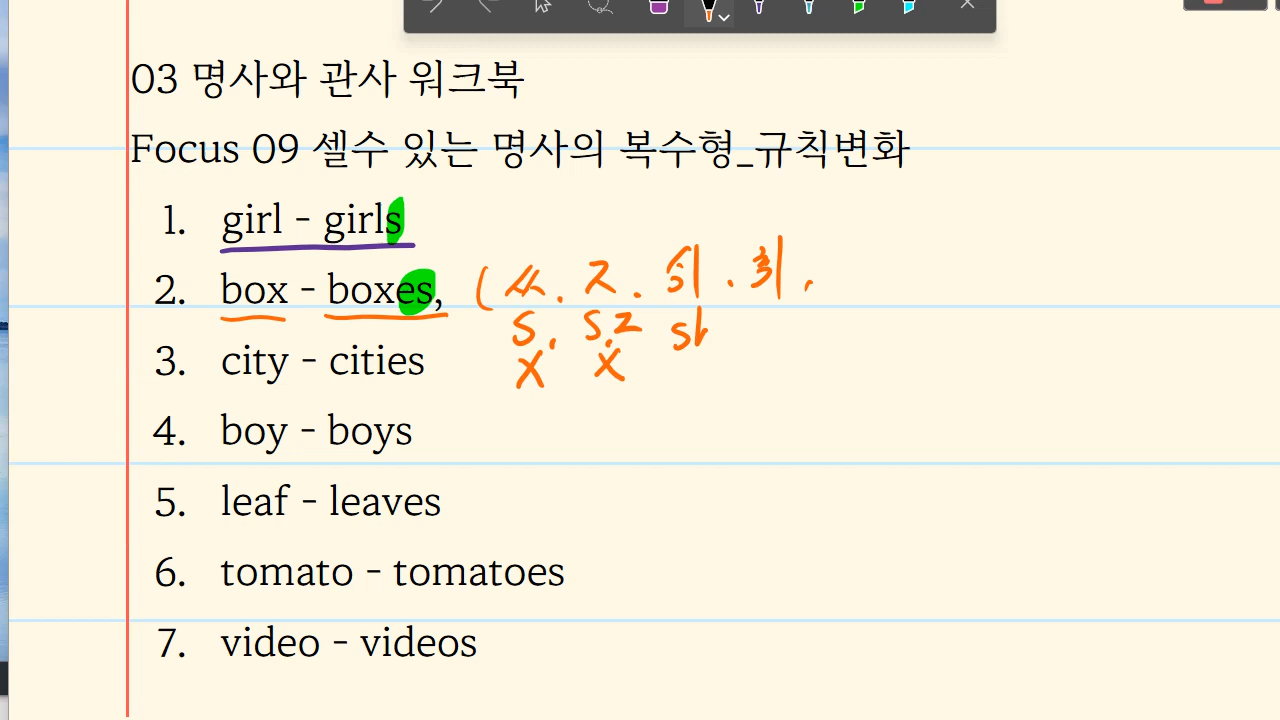 03 명사와 관사 워크북
Focus 09 셀수 있는 명사의 복수형_규칙변화
1. girl - girls
2. box - boxes, ( ㅆ. ㅈ. 쉬. 취.
s. s.z sh
x x
3. city - cities
4. boy - boys
5. leaf - leaves
6. tomato - tomatoes
7. video - videos